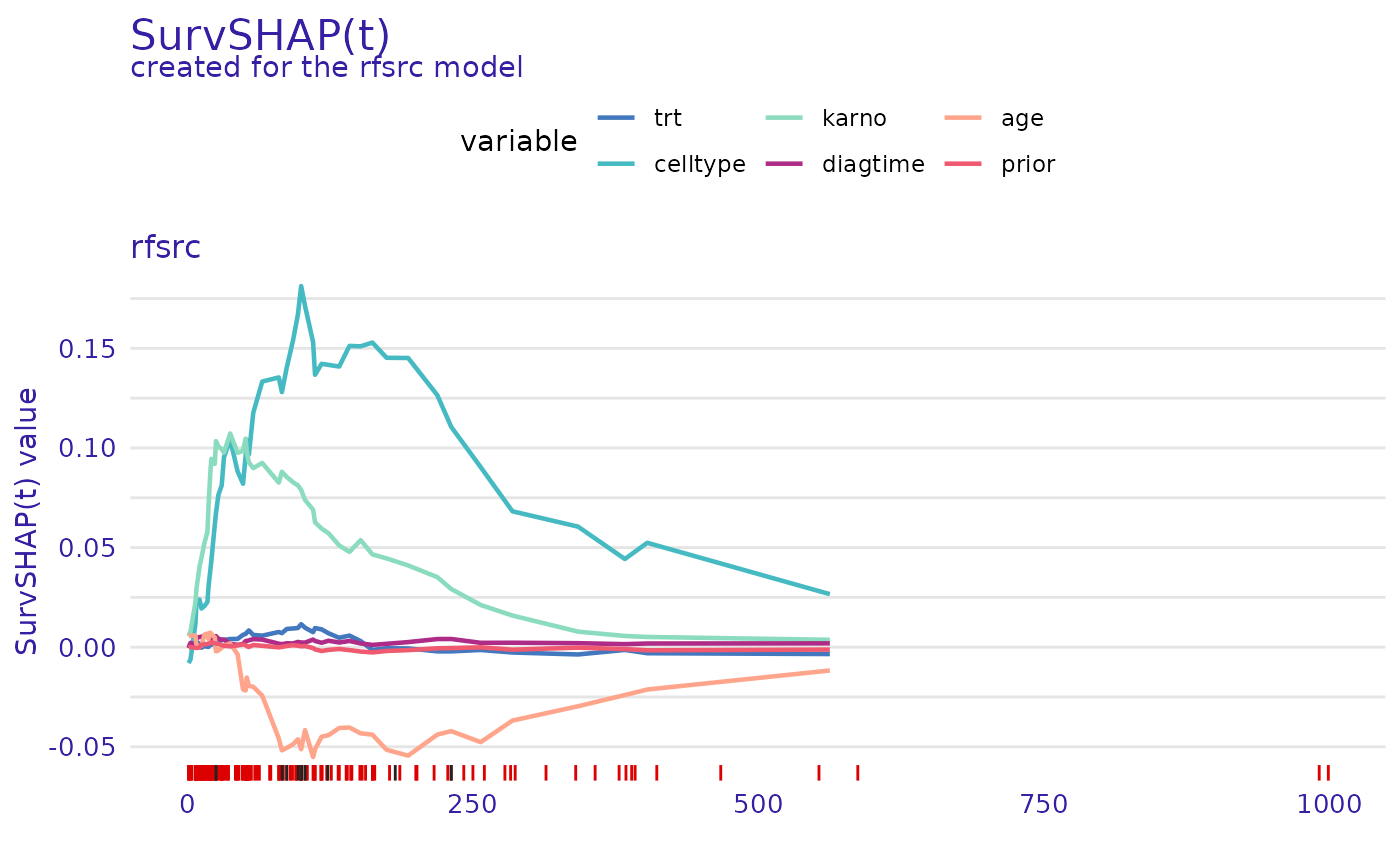 SurvSHAP(t)
created for the rfsrc model
variable
trt
karno
age
celltype
diagtime
prior
rfsrc
SurvSHAP(t) value
0.15
0.10
0.05
0.00
-0.05
0
250
500
750
1000